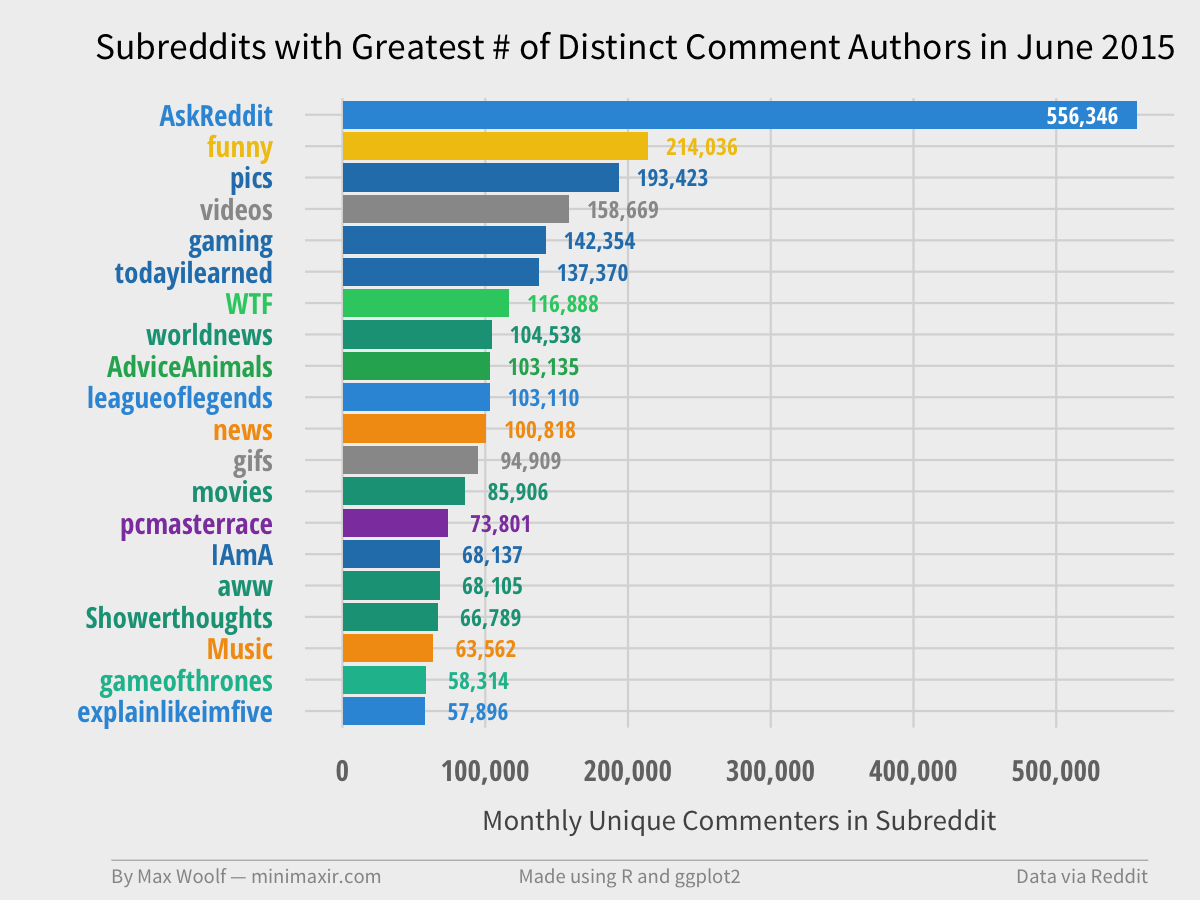 Subreddits with Greatest # of Distinct Comment Authors in June 2015
AskReddit 556,346
funny 214,036
pics 193,423
videos 158,669
gaming 142,354
todayilearned 137,370
WTF 116,888
worldnews 104,538
AdviceAnimals 103,135
leagueoflegends 103,110
news 100,818
gifs 94,909
movies 85,906
pcmasterrace 73,801
IAmA 68,137
aww 68,105
Showerthoughts 66,789
Music 63,562
gameofthrones 58,314
explainlikeimfive 57,896
0 100,000 200,000 300,000 400,000 500,000
Monthly Unique Commenters in Subreddit
By Max Woolf — minimaxir.com Made using R and ggplot2 Data via Reddit